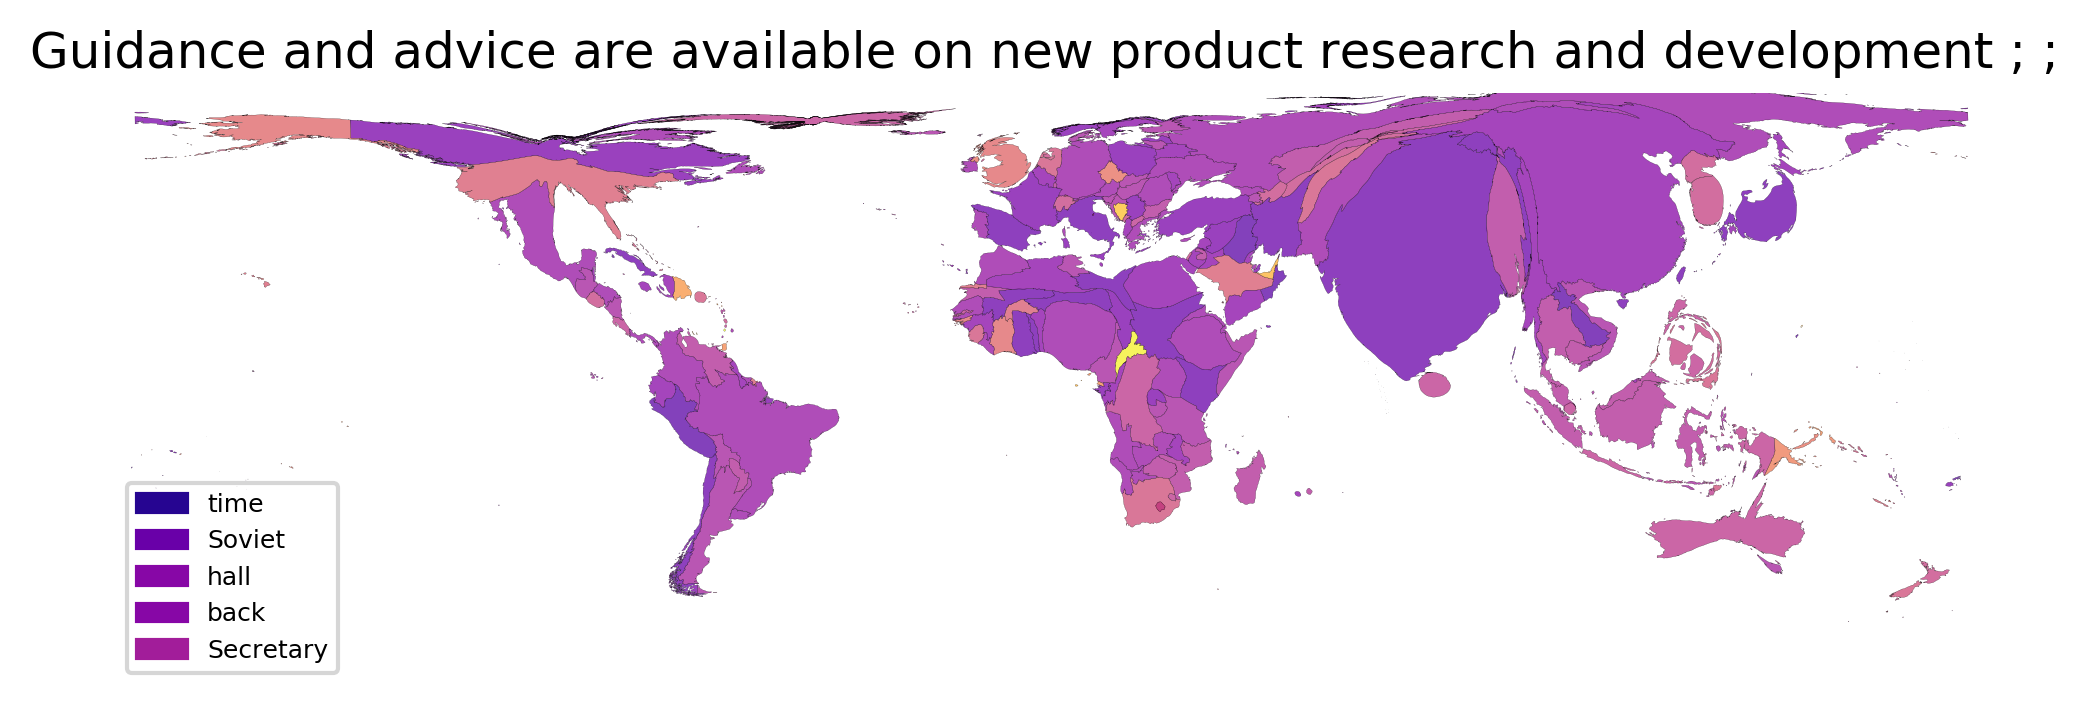 Guidance and advice are available on new product research and development ; ;
time
Soviet
hall
back
Secretary